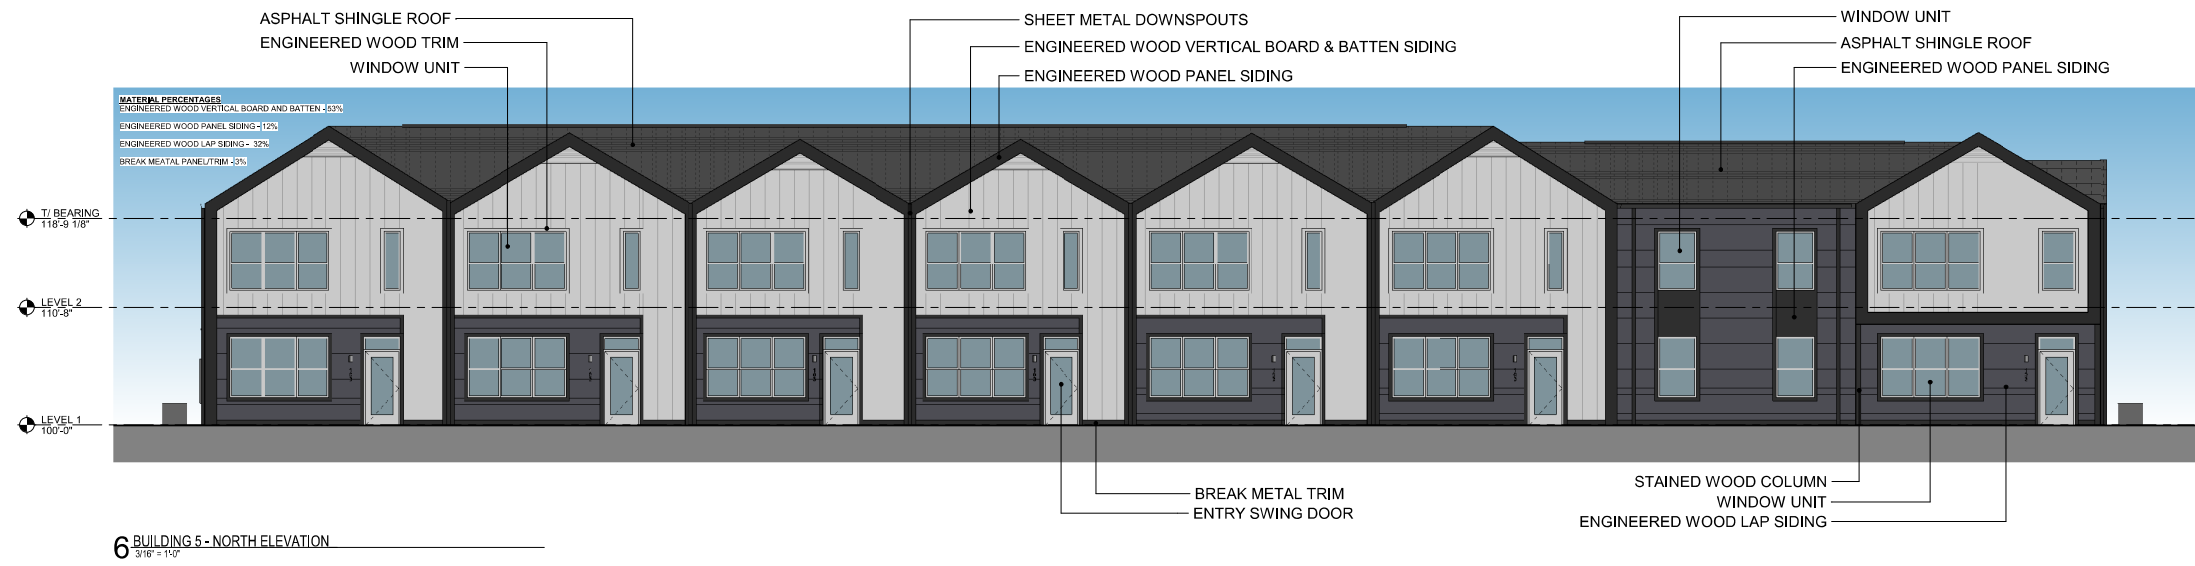 ASPHALT SHINGLE ROOF
ENGINEERED WOOD TRIM
WINDOW UNIT
SHEET METAL DOWNSPOUTS
ENGINEERED WOOD VERTICAL BOARD & BATTEN SIDING
ENGINEERED WOOD PANEL SIDING
WINDOW UNIT
ASPHALT SHINGLE ROOF
ENGINEERED WOOD PANEL SIDING
MATERIAL PERCENTAGES
ENGINEERED WOOD VERTICAL BOARD AND BATTEN - 53%
ENGINEERED WOOD PANEL SIDING - 12%
ENGINEERED WOOD LAP SIDING - 32%
BREAK MEATAL PANEL/TRIM - 3%
T/ BEARING
118'-9 1/8"
LEVEL 2
110'-8"
LEVEL 1
100'-0"
BREAK METAL TRIM
ENTRY SWING DOOR
STAINED WOOD COLUMN
WINDOW UNIT
ENGINEERED WOOD LAP SIDING
6 BUILDING 5 - NORTH ELEVATION
3/16" = 1'-0"